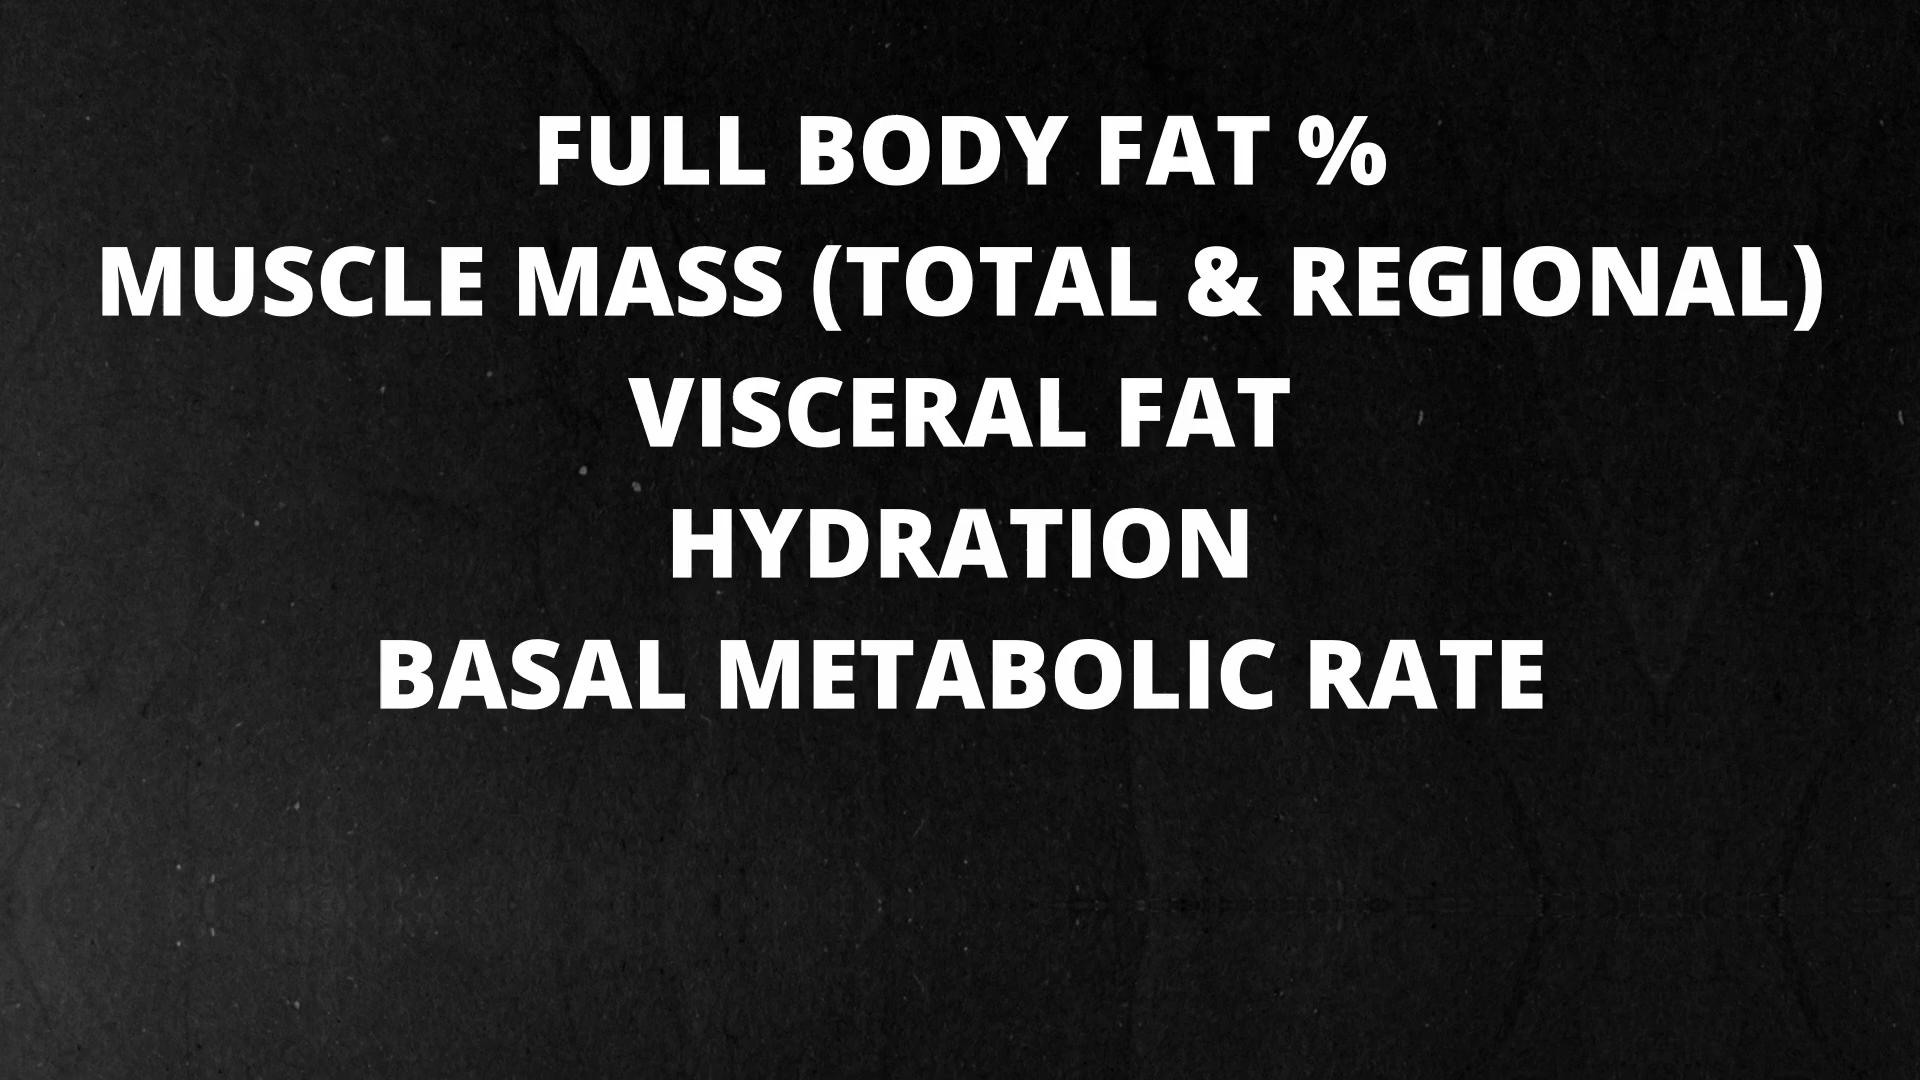 FULL BODY FAT %
MUSCLE MASS (TOTAL & REGIONAL)
VISCERAL FAT
HYDRATION
BASAL METABOLIC RATE